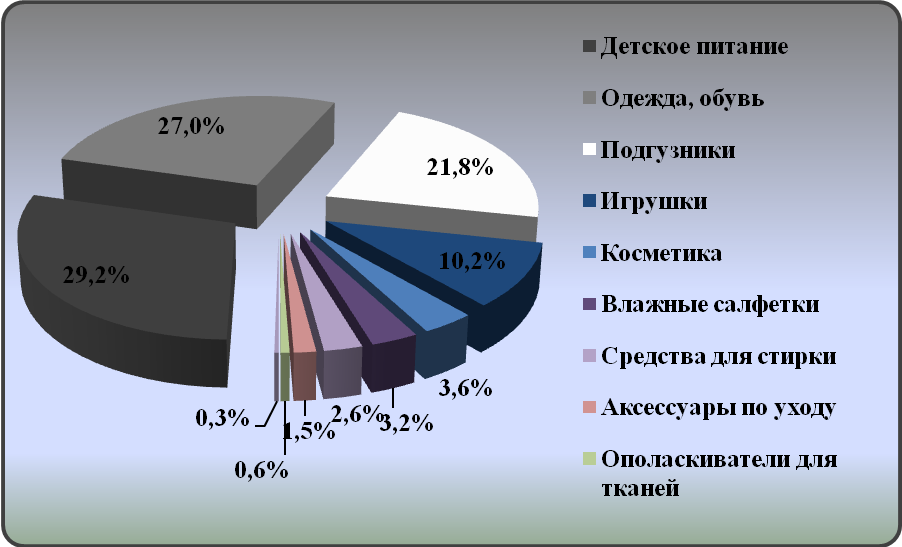 Детское питание
Одежда, обувь
Подгузники
Игрушки
Косметика
Влажные салфетки
Средства для стирки
Аксессуары по уходу
Ополаскиватели для
тканей
27,0%
21,8%
10,2%
29,2%
3,6%
3,2%
2,6%
1,5%
0,3%
0,6%